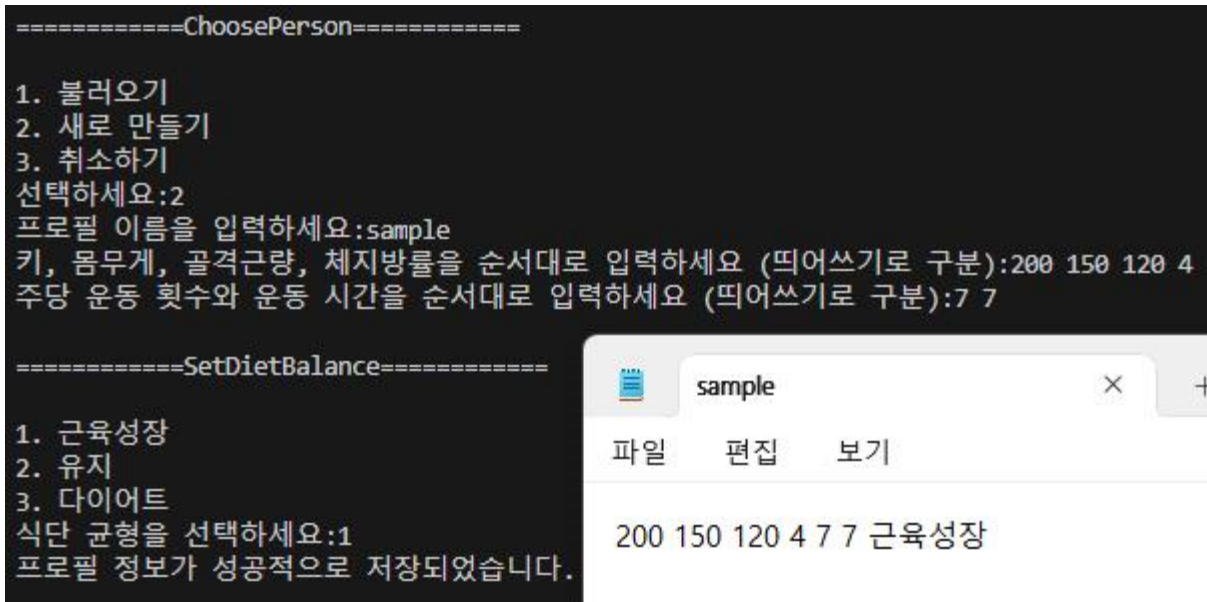 ============ChoosePerson============
1. 불러오기
2. 새로 만들기
3. 취소하기
선택하세요:2
프로필 이름을 입력하세요:sample
키, 몸무게, 골격근량, 체지방률을 순서대로 입력하세요 (띄어쓰기로 구분):200 150 120 4
주당 운동 횟수와 운동 시간을 순서대로 입력하세요 (띄어쓰기로 구분):7 7
============SetDietBalance============
1. 근육성장
2. 유지
3. 다이어트
식단 균형을 선택하세요:1
프로필 정보가 성공적으로 저장되었습니다.
sample
파일 편집 보기
200 150 120 4 7 7 근육성장